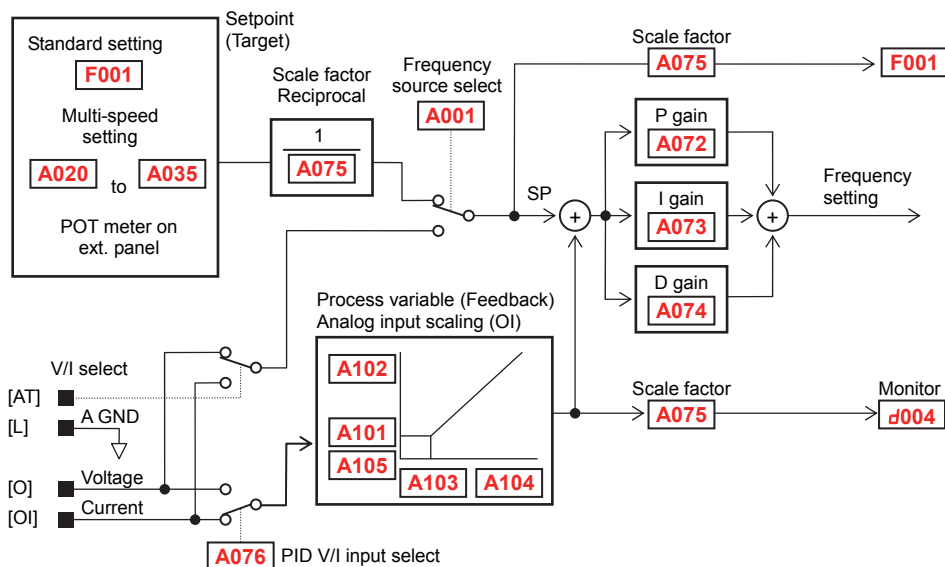 Setpoint
(Target)
Standard setting
F001
Multi-speed
setting
A020 to A035
POT meter on
ext. panel
Scale factor
Reciprocal
1
A075
Frequency
source select
A001
Scale factor
A075
F001
SP
+
P gain
A072
I gain
A073
D gain
A074
+
Frequency
setting
Process variable (Feedback)
Analog input scaling (OI)
A102
A101
A105
A103 A104
Scale factor
A075
Monitor
d004
V/I select
[AT]
[L] A GND
[O] Voltage
[OI] Current
A076 PID V/I input select